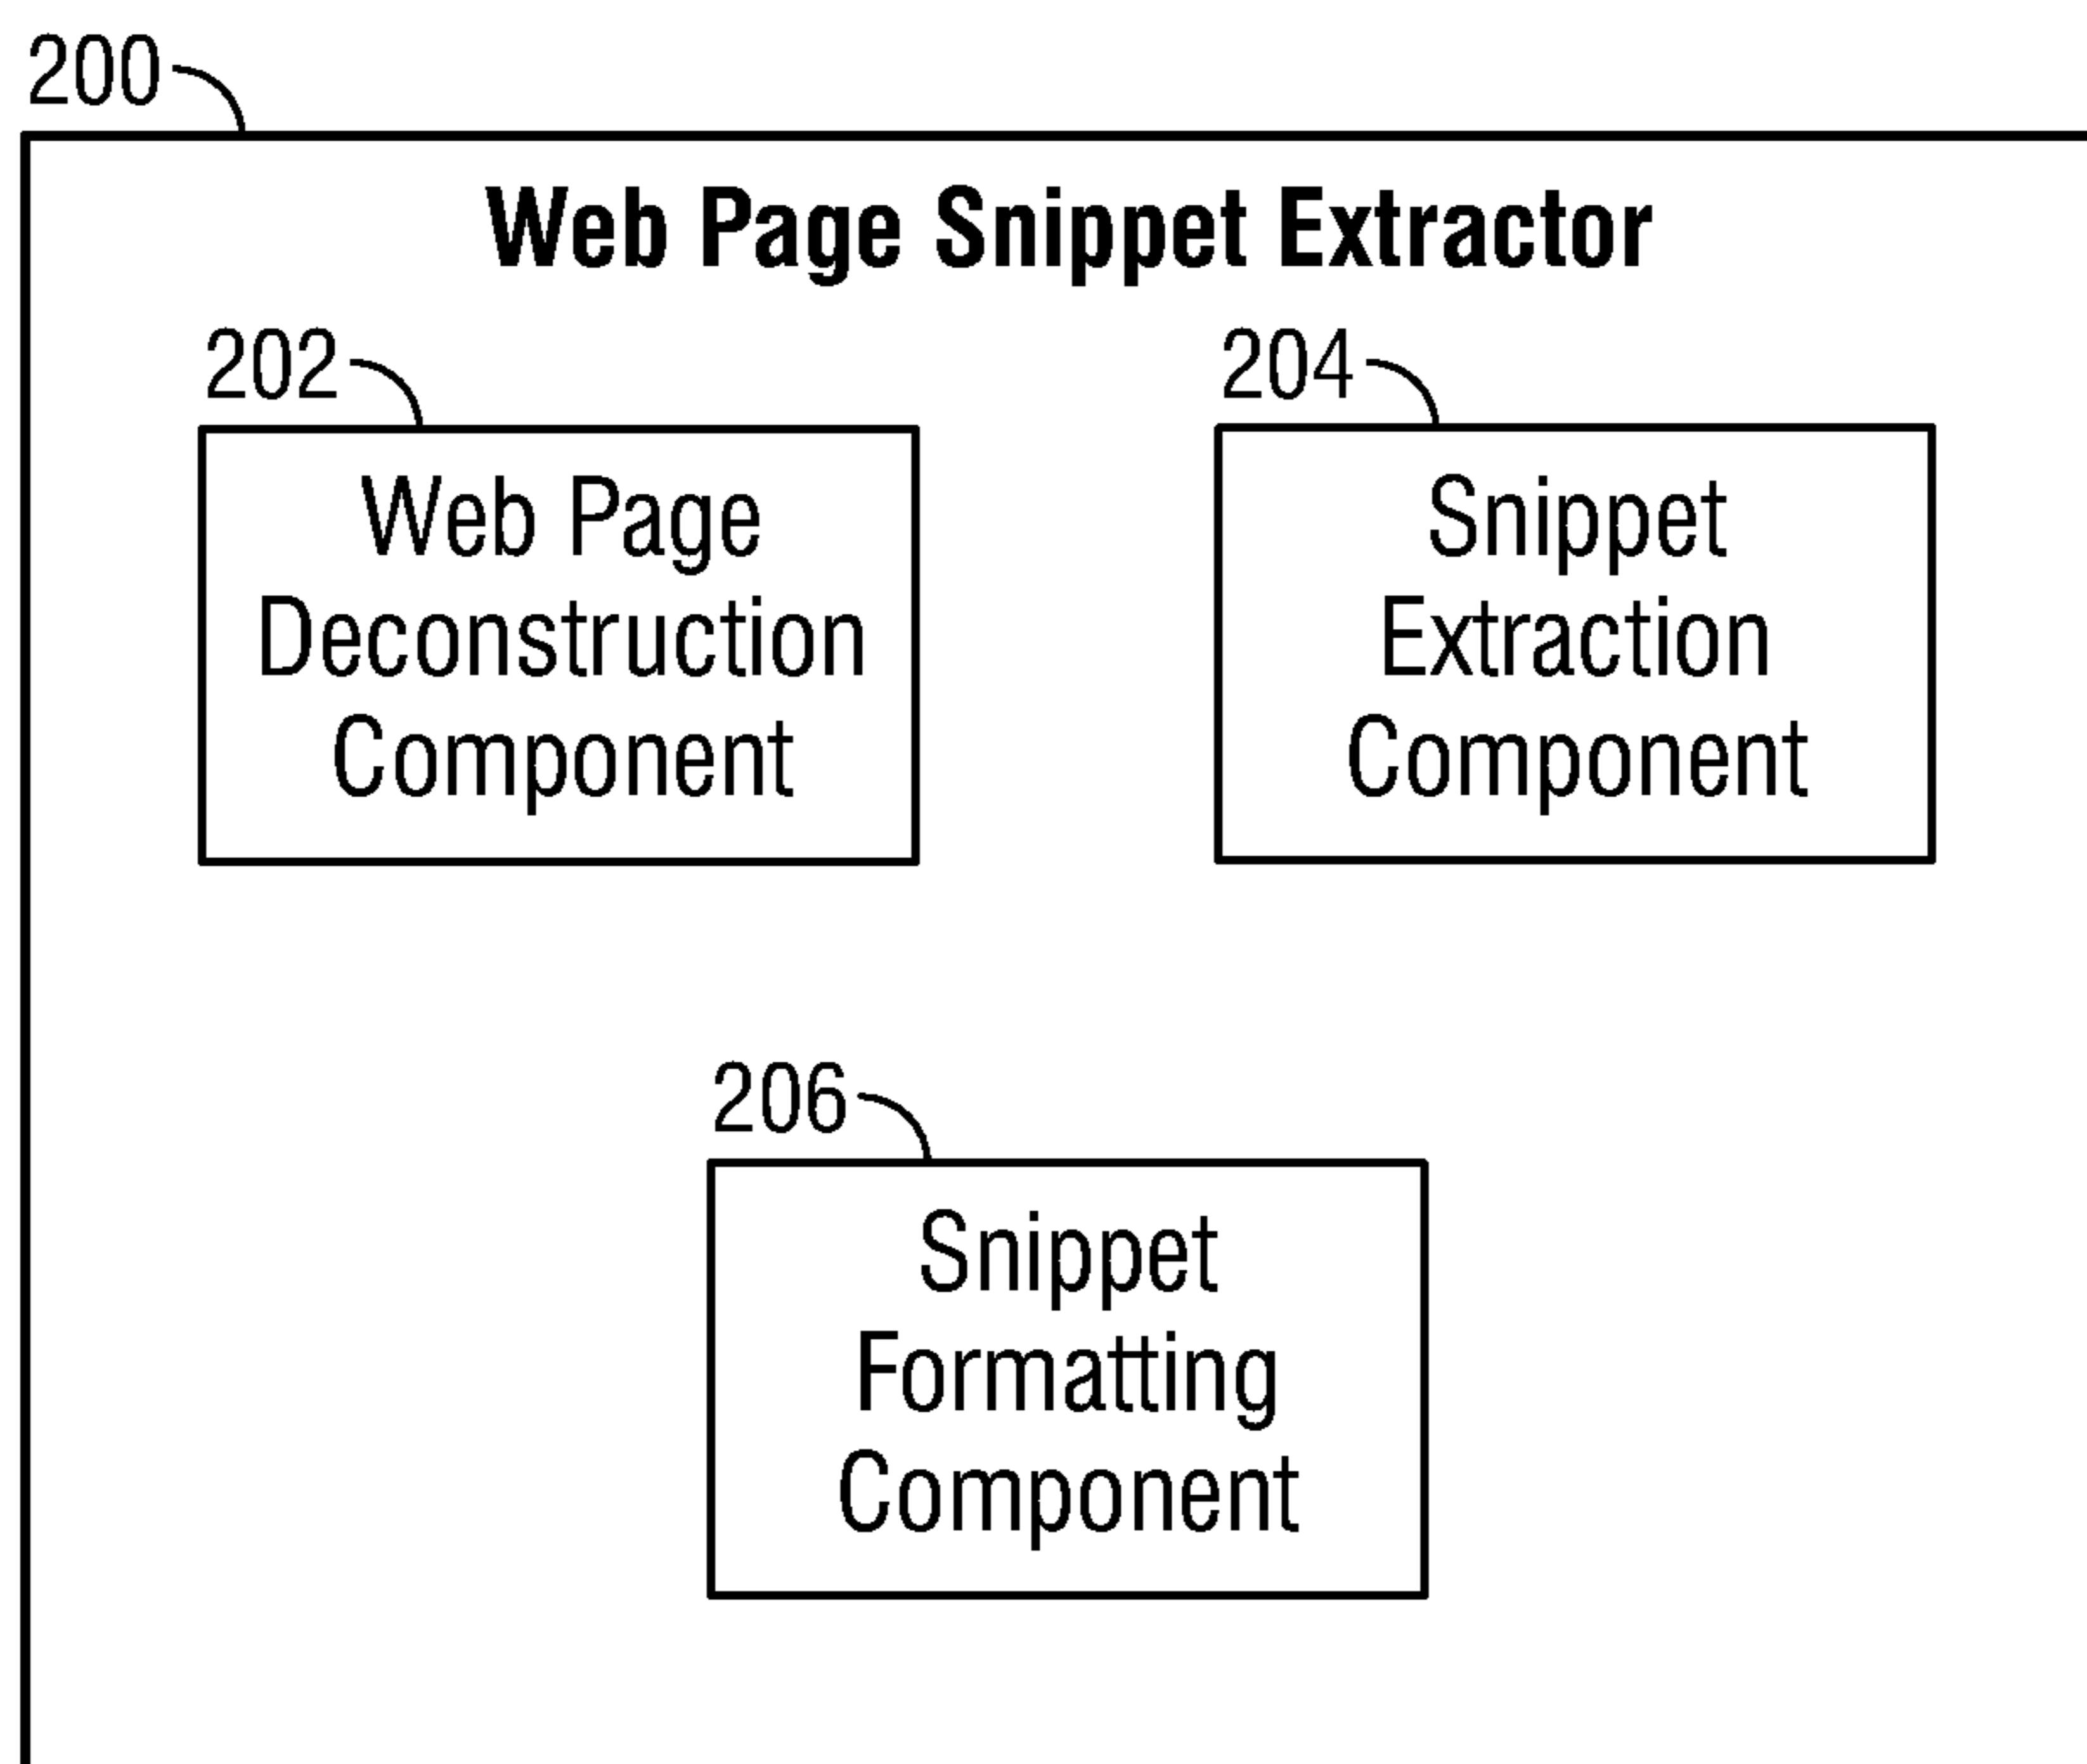 200
Web Page Snippet Extractor
202
Web Page
Deconstruction
Component
204
Snippet
Extraction
Component
206
Snippet
Formatting
Component